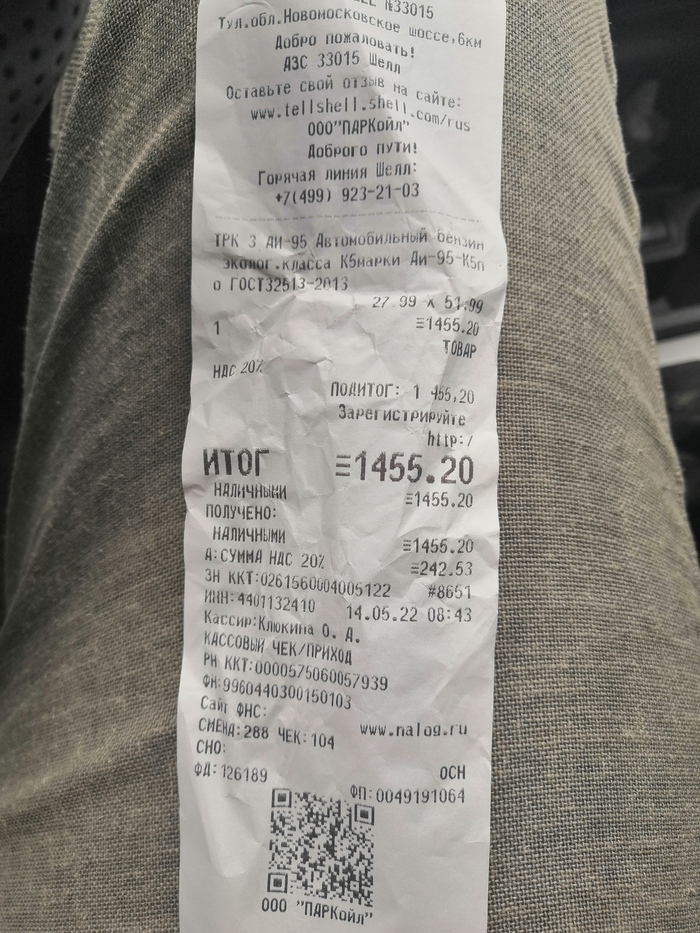 №33015
Тул.обл.Новомосковское шоссе,6км
Добро пожаловать!
АЗС 33015 Шелл
Оставьте свой отзыв на сайте:
www.tellshell.shell.com/rus
ООО"ПАРКойл"
Доброго пути!
Горячая линия Шелл:
+7(499) 923-21-03
ТРК 3 АИ-95 Автомобильный бензин
эколог.класса К5марки Аи-95-К5п
о ГОСТ32513-2013
27.99 x 51.99
1 ≡1455.20
ТОВАР
НДС 20%
ПОДИТОГ: 1 455,20
Зарегистрируйте
http:/
ИТОГ ≡1455.20
НАЛИЧНЫМИ ≡1455.20
ПОЛУЧЕНО:
НАЛИЧНЫМИ ≡1455.20
А:СУММА НДС 20% ≡242.53
ЗН ККТ:0261560004005122 #8651
ИНН:4401132410 14.05.22 08:43
Кассир:Клюкина О. А.
КАССОВЫЙ ЧЕК/ПРИХОД
РН ККТ:0000575060057939
ФН:9960440300150103
Сайт ФНС: www.nalog.ru
СМЕНА:288 ЧЕК:104
СНО: ОСН
ФД:126189 ФП:0049191064
ООО "ПАРКойл"